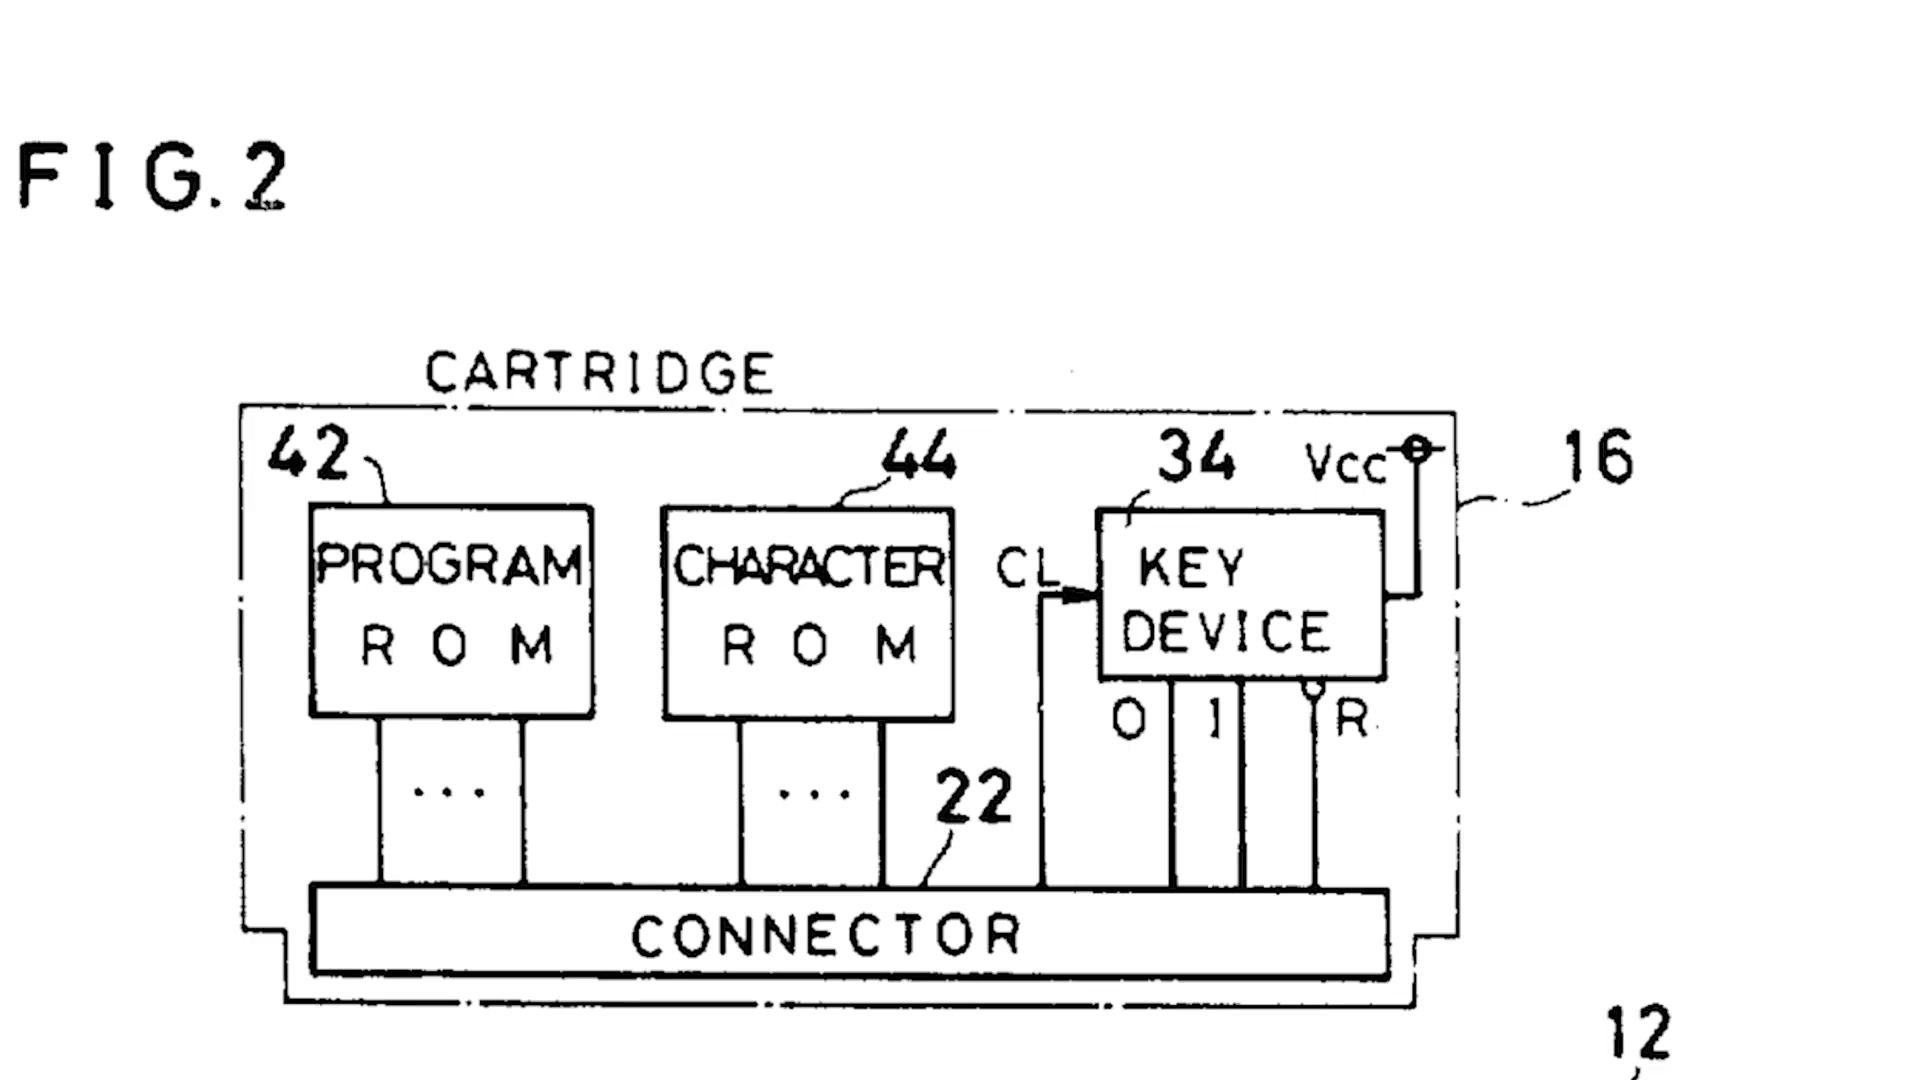 FIG.2
CARTRIDGE
42
44
34
Vcc
16
PROGRAM
ROM
CHARACTER
ROM
CL
KEY
DEVICE
0
1
R
22
CONNECTOR
12